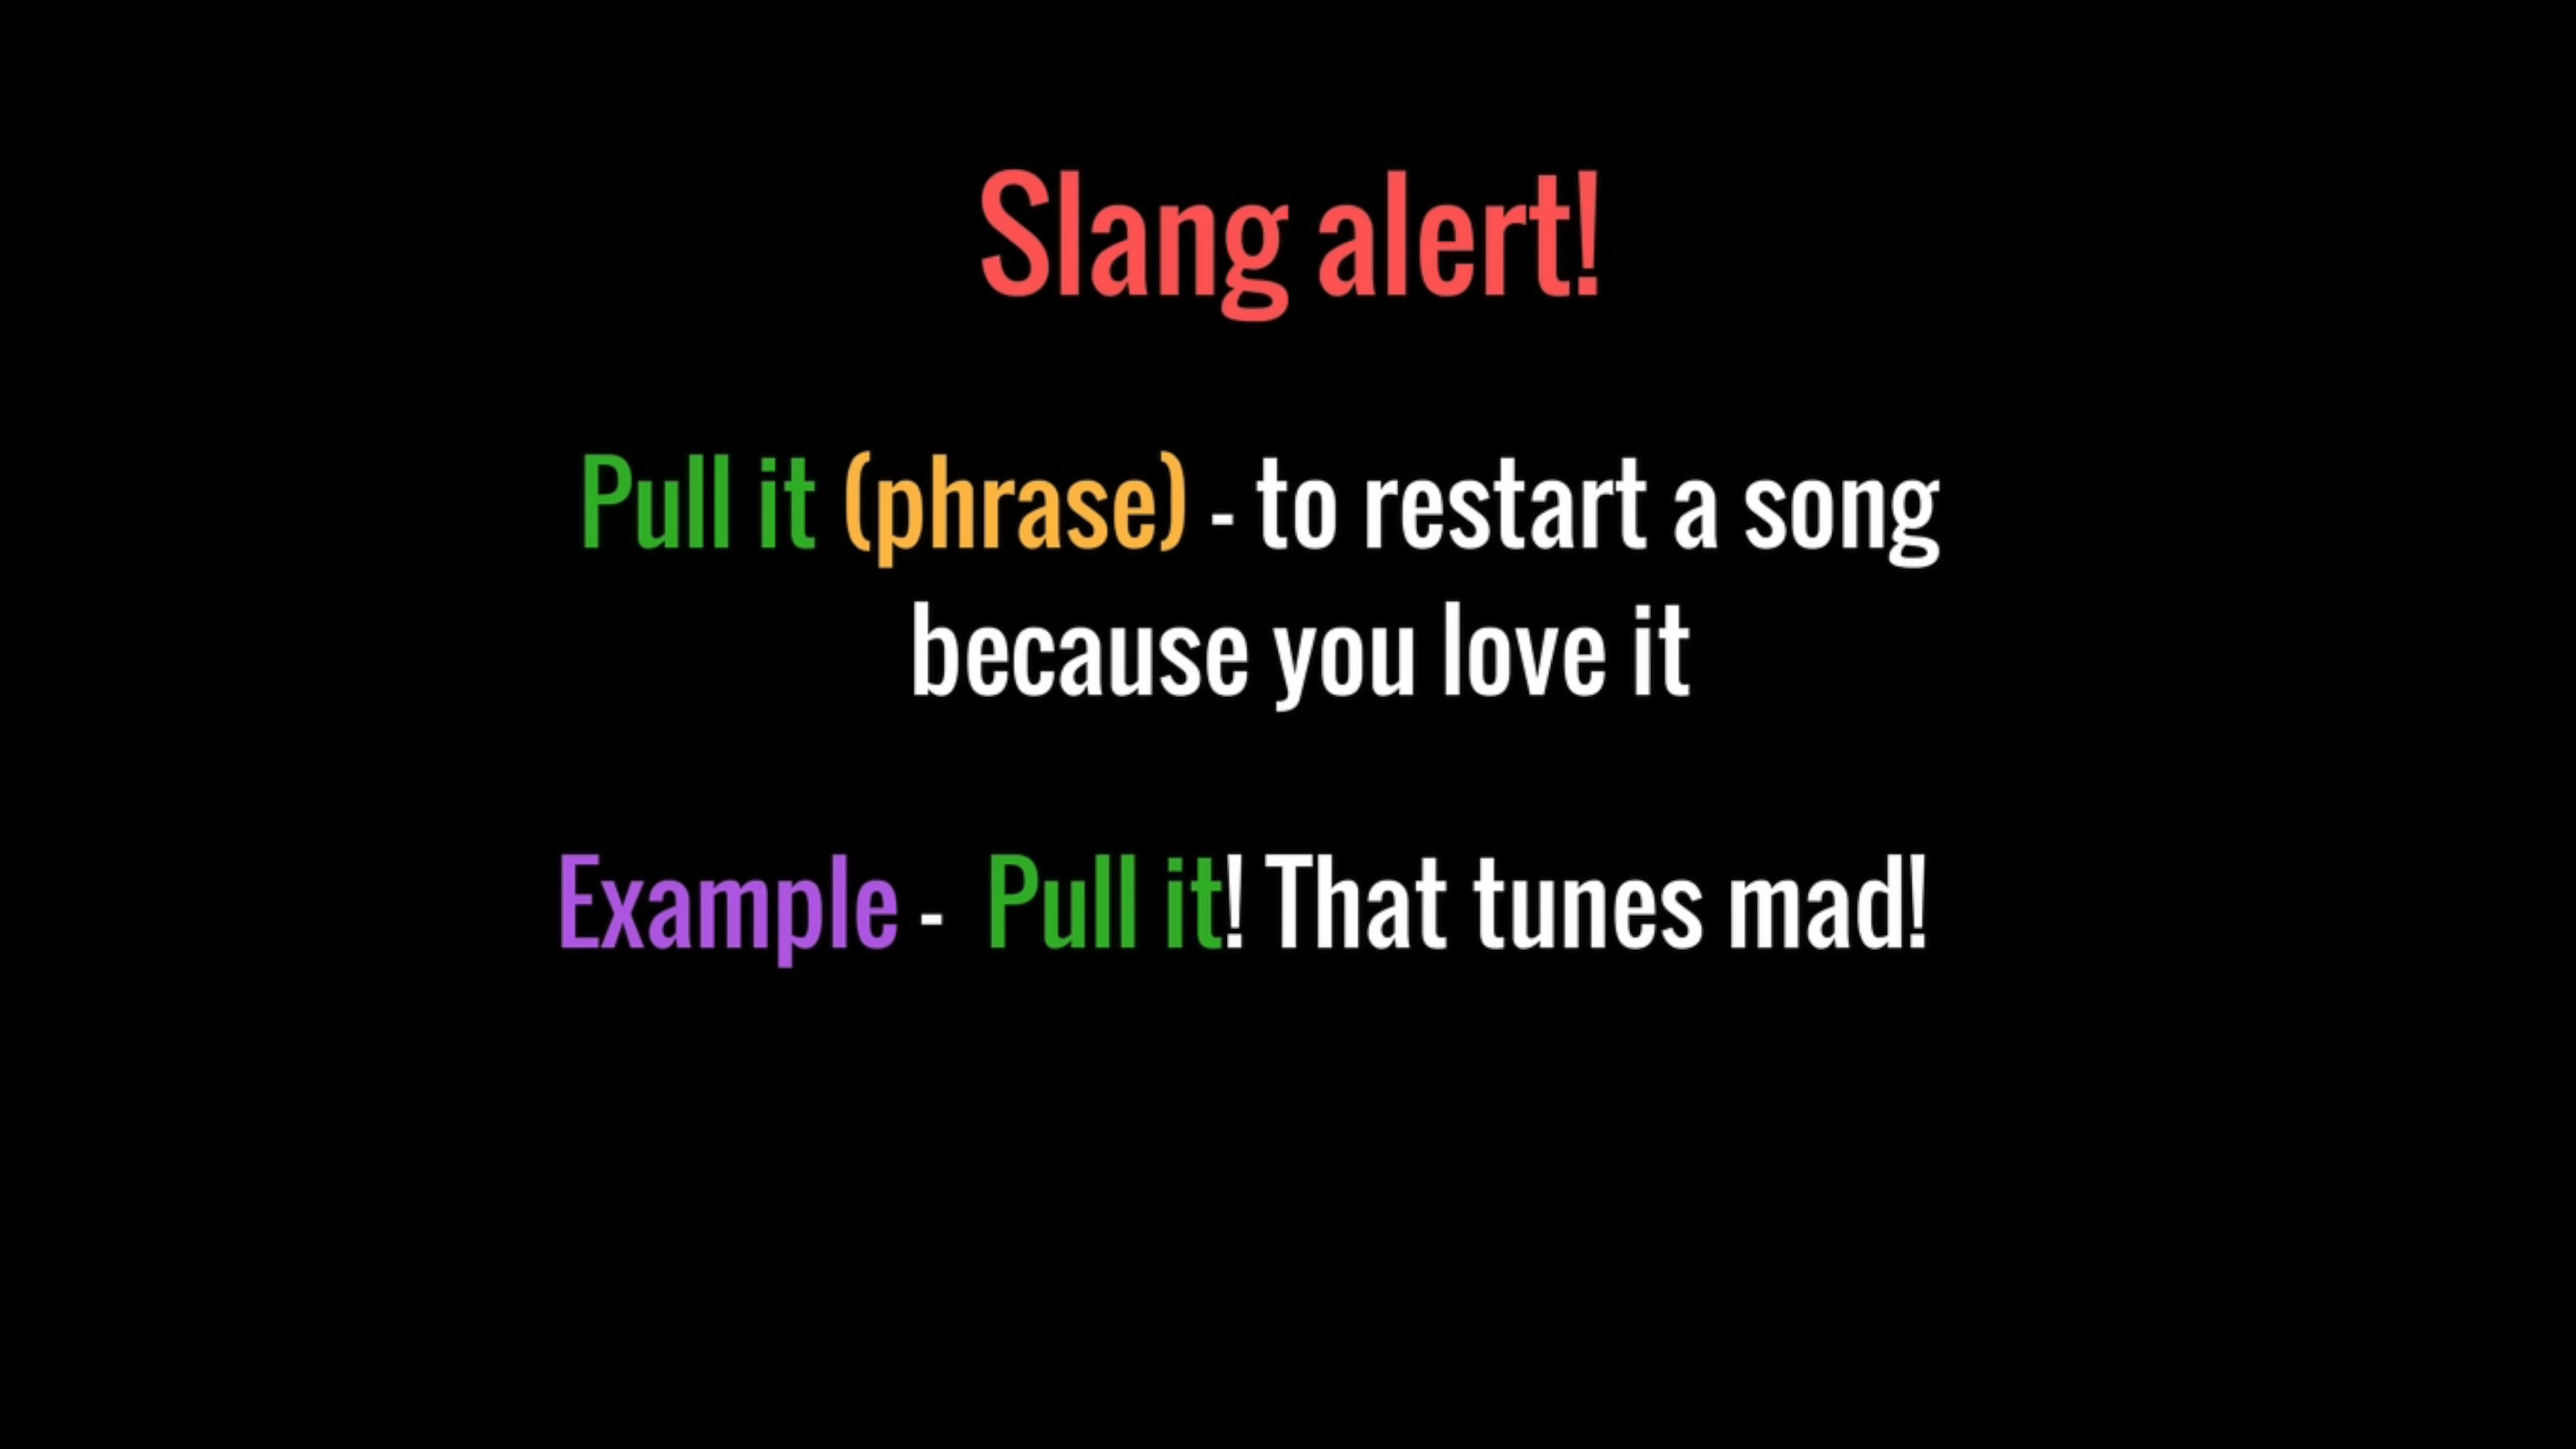 Slang alert!
Pull it (phrase) - to restart a song
because you love it
Example - Pull it! That tunes mad!